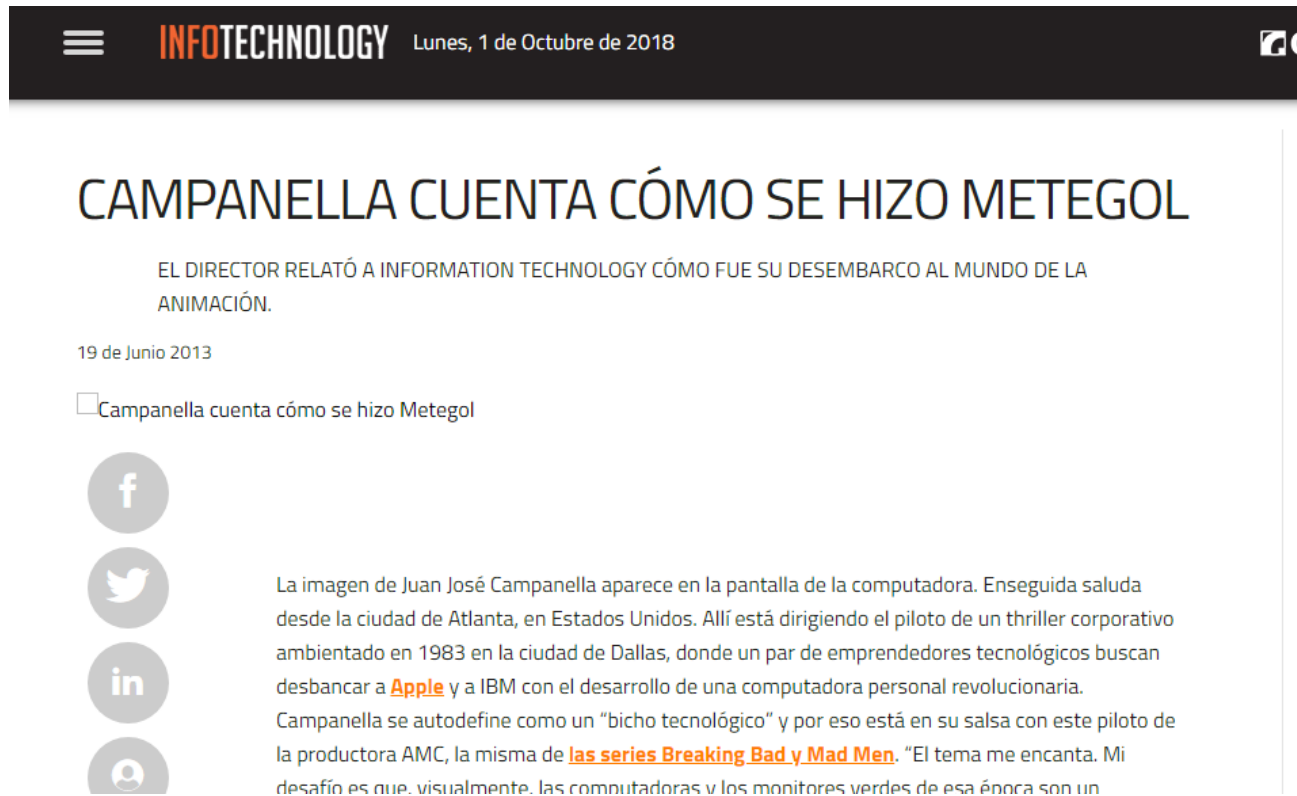 INFOTECHNOLOGY Lunes, 1 de Octubre de 2018
CAMPANELLA CUENTA CÓMO SE HIZO METEGOL
EL DIRECTOR RELATÓ A INFORMATION TECHNOLOGY CÓMO FUE SU DESEMBARCO AL MUNDO DE LA
ANIMACIÓN.
19 de Junio 2013
Campanella cuenta cómo se hizo Metegol
f
in
La imagen de Juan José Campanella aparece en la pantalla de la computadora. Enseguida saluda
desde la ciudad de Atlanta, en Estados Unidos. Allí está dirigiendo el piloto de un thriller corporativo
ambientado en 1983 en la ciudad de Dallas, donde un par de emprendedores tecnológicos buscan
desbancar a Apple y a IBM con el desarrollo de una computadora personal revolucionaria.
Campanella se autodefine como un “bicho tecnológico” y por eso está en su salsa con este piloto de
la productora AMC, la misma de las series Breaking Bad y Mad Men. “El tema me encanta. Mi
desafío es que, visualmente, las computadoras y los monitores verdes de esa época son un